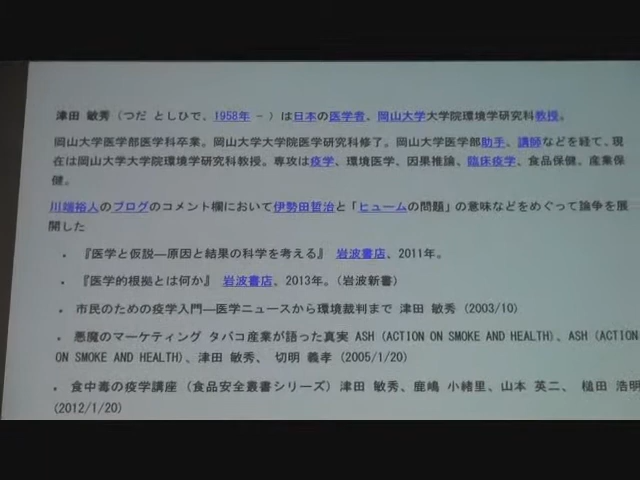 津田 敏秀（つだ としひで、1958年 - ）は日本の医学者、岡山大学大学院環境学研究科教授。
岡山大学医学部医学科卒業。岡山大学大学院医学研究科修了。岡山大学医学部助手、講師などを経て、現
在は岡山大学大学院環境学研究科教授。専攻は疫学、環境医学、因果推論、臨床疫学、食品保健、産業保
健。
川端裕人のブログのコメント欄において伊勢田哲治と「ヒュームの問題」の意味などをめぐって論争を展
開した
・『医学と仮説―原因と結果の科学を考える』 岩波書店、2011年。
・『医学的根拠とは何か』 岩波書店、2013年。（岩波新書）
・市民のための疫学入門―医学ニュースから環境裁判まで 津田 敏秀 (2003/10)
・悪魔のマーケティング タバコ産業が語った真実 ASH (ACTION ON SMOKE AND HEALTH)、ASH (ACTION
ON SMOKE AND HEALTH)、津田 敏秀、 切明 義孝 (2005/1/20)
・食中毒の疫学講座（食品安全叢書シリーズ）津田 敏秀、鹿嶋 小緒里、山本 英二、 槌田 浩明
(2012/1/20)